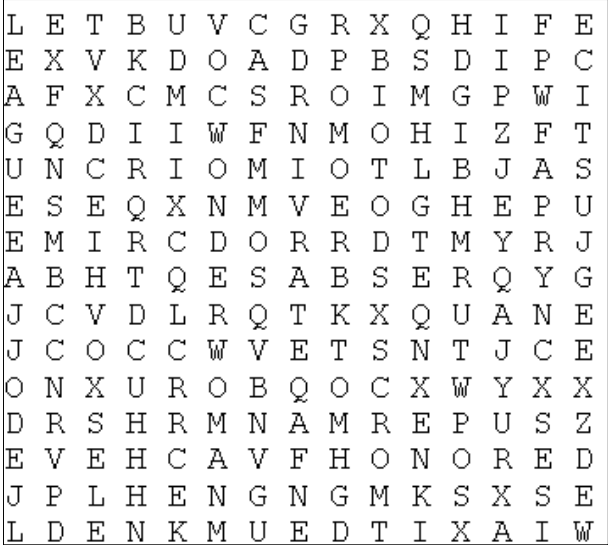 L E T B U V C G R X Q H I F E
E X V K D O A D P B S D I P C
A F X C M C S R O I M G P W I
G Q D I I W F N M O H I Z F T
U N C R I O M I O T L B J A S
E S E Q X N M V E O G H E P U
E M I R C D O R R D T M Y R J
A B H T Q E S A B S E R Q Y G
J C V D L R Q T K X Q U A N E
J C O C C W V E T S N T J C E
O N X U R O B Q O C X W Y X X
D R S H R M N A M R E P U S Z
E V E H C A V F H O N O R E D
J P L H E N G N G M K S X S E
L D E N K M U E D T I X A I W